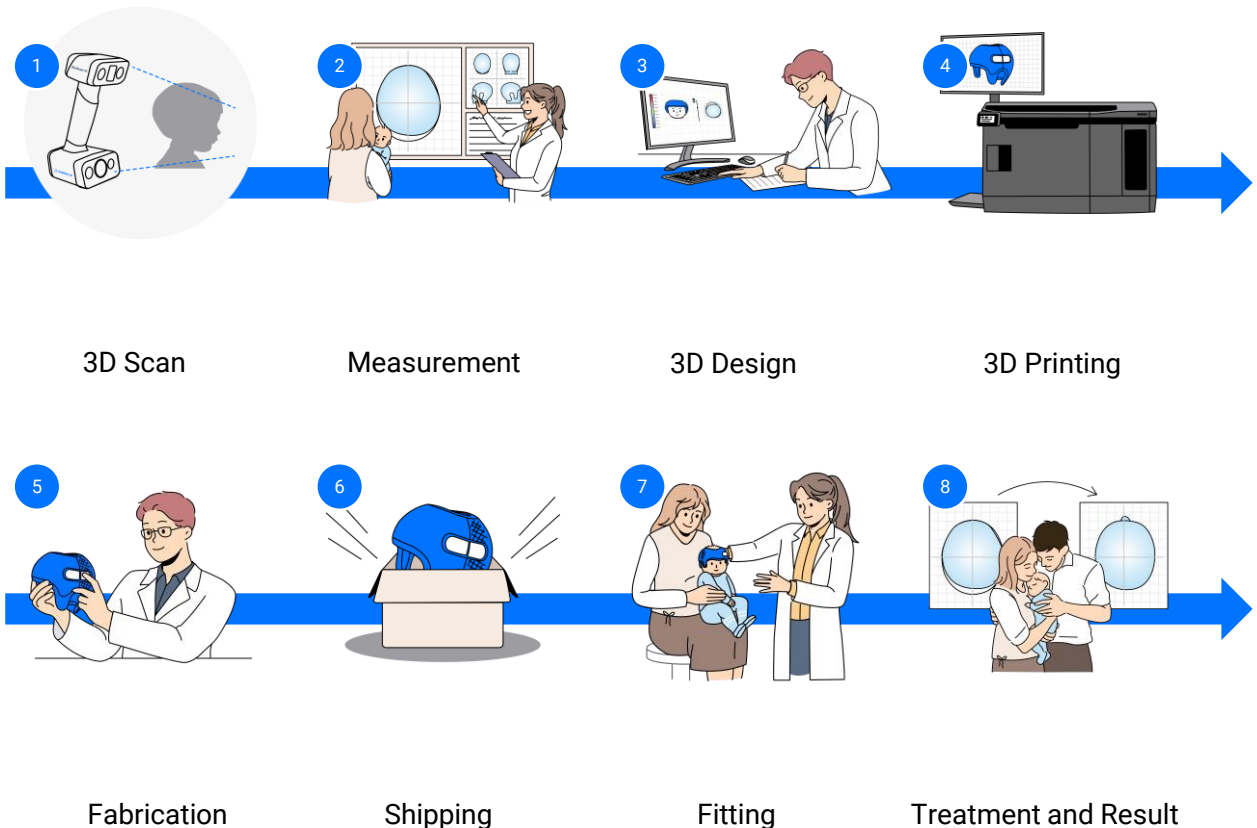 1
2
3
4
3D Scan
Measurement
3D Design
3D Printing
5
6
7
8
Fabrication
Shipping
Fitting
Treatment and Result